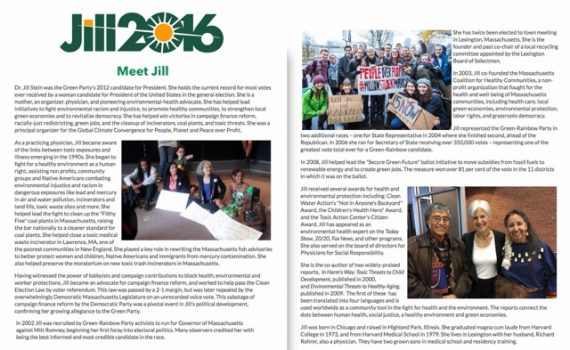 Jill2016
Meet Jill
Dr. Jill Stein was the Green Party's 2012 candidate for President. She holds the current record for most votes
ever received by a woman candidate for President of the United States in the general election. She is a
mother, an organizer, physician, and pioneering environmental-health advocate. She has helped lead
initiatives to fight environmental racism and injustice, to promote healthy communities, to strengthen local
green economies and to revitalize democracy. She has helped win victories in campaign finance reform,
racially-just redistricting, green jobs, and the cleanup of incinerators, coal plants, and toxic threats. She was a
principal organizer for the Global Climate Convergence for People, Planet and Peace over Profit.
As a practicing physician, Jill became aware
of the links between toxic exposures and
illness emerging in the 1990s. She began to
fight for a healthy environment as a human
right, assisting non profits, community
groups and Native Americans combating
environmental injustice and racism in
dangerous exposures like lead and mercury
in air and water pollution, incinerators and
land fills, toxic waste sites and more. She
helped lead the fight to clean up the "Filthy
Five" coal plants in Massachusetts, raising
the bar nationally to a cleaner standard for
coal plants. She helped close a toxic medical
waste incinerator in Lawrence, MA, one of
the poorest communities in New England. She played a key role in rewriting the Massachusetts fish advisories
to better protect women and children, Native Americans and immigrants from mercury contamination. She
also helped preserve the moratorium on new toxic trash incinerators in Massachusetts.
Having witnessed the power of lobbyists and campaign contributions to block health, environmental and
worker protections, Jill became an advocate for campaign finance reform, and worked to help pass the Clean
Election Law by voter referendum. This law was passed by a 2-1 margin, but was later repealed by the
overwhelmingly Democratic Massachusetts Legislature on an unrecorded voice vote. This sabotage of
campaign finance reform by the Democratic Party was a pivotal event in Jill's political development,
confirming her growing allegiance to the Green Party.
In 2002 Jill was recruited by Green-Rainbow Party activists to run for Governor of Massachusetts
against Mitt Romney, beginning her first foray into electoral politics. Many observers credited her with
being the best informed and most credible candidate in the race.
She has twice been elected to town meeting
in Lexington, Massachusetts. She is the
founder and past co-chair of a local recycling
committee appointed by the Lexington
Board of Selectmen.
In 2003, Jill co-founded the Massachusetts
Coalition for Healthy Communities, a non-
profit organization that fought for the
health and well-being of Massachusetts
communities, including health care, local
green economies, environmental protection,
labor rights, and grassroots democracy.
PEOPLE OVER PROFIT
Jill represented the Green-Rainbow Party in
two additional races – one for State Representative in 2004 where she finished second, ahead of the
Republican. In 2006 she ran for Secretary of State receiving over 350,000 votes – representing one of the
greatest vote total ever for a Green-Rainbow candidate.
In 2008, Jill helped lead the "Secure Green Future" ballot initiative to move subsidies from fossil fuels to
renewable energy and to create green jobs. The measure won over 81 per cent of the vote in the 11 districts
in which it was on the ballot.
Jill received several awards for health and
environmental protection including: Clean
Water Action's "Not in Anyone's Backyard"
Award, the Children's Health Hero" Award,
and the Toxic Action Center's Citizen
Award. Jill has appeared as an
environmental health expert on the Today
Show, 20/20, Fox News, and other programs.
She also served on the board of directors for
Physicians for Social Responsibility.
She is the co-author of two widely-praised
reports, In Harm's Way: Toxic Threats to Child
Development, published in 2000,
and Environmental Threats to Healthy Aging,
published in 2009. The first of these has
been translated into four languages and is
used worldwide as a community tool in the fight for health and the environment. The reports connect the
dots between human health, social justice, a healthy environment and green economies.
Jill was born in Chicago and raised in Highland Park, Illinois. She graduated magna cum laude from Harvard
College in 1973, and from Harvard Medical School in 1979. She lives in Lexington with her husband, Richard
Rohrer, also a physician. They have two grown sons in medical school and residency training.